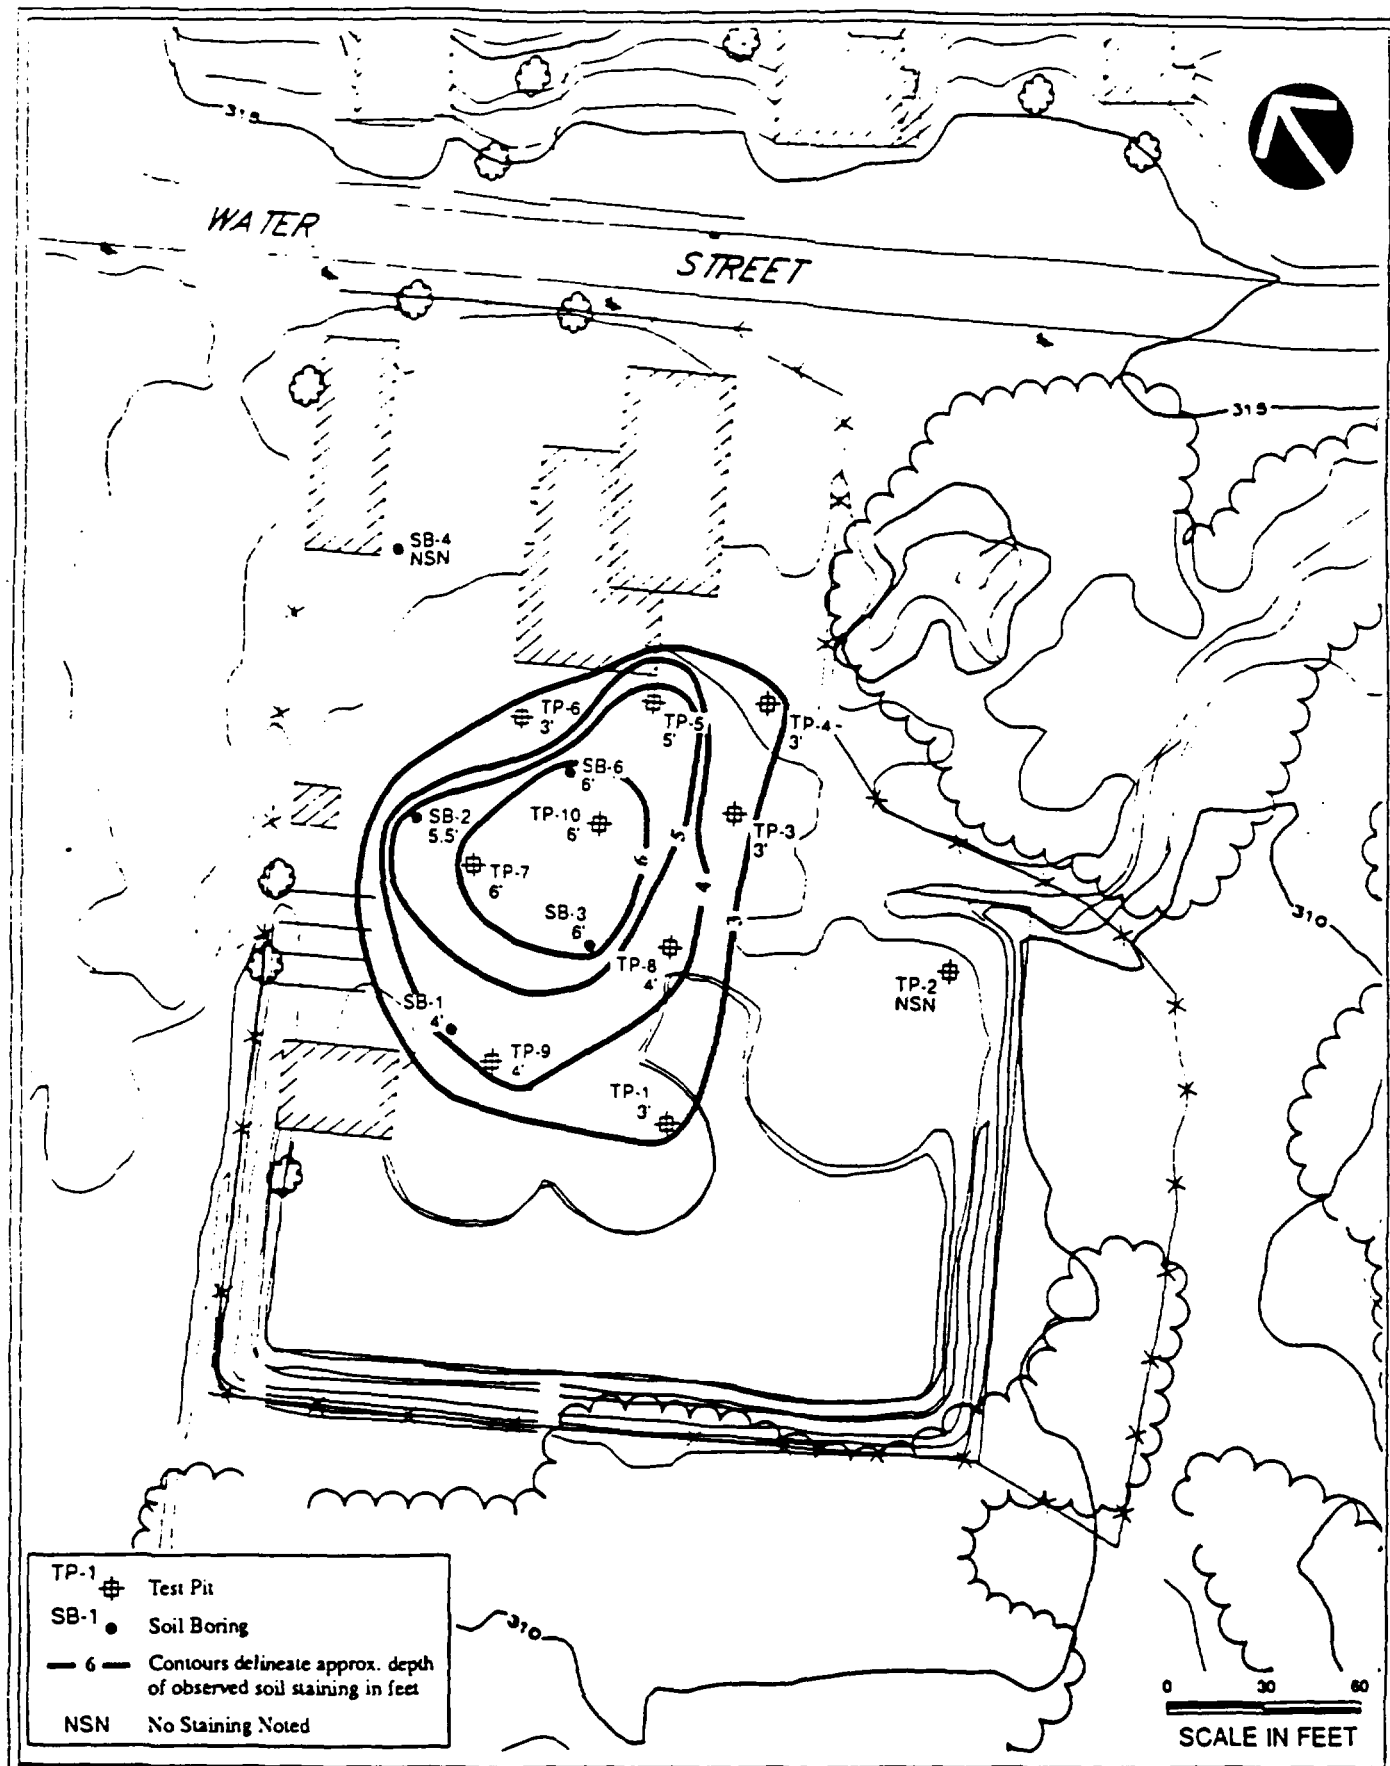 315
WATER
STREET
315
SB-4
NSN
TP-6
3'
TP-5
5'
TP-4
3'
SB-6
6'
SB-2
5.5'
TP-10
6'
TP-3
3'
5
6
TP-7
6'
4
3
SB-3
6'
310
TP-8
4'
TP-2
NSN
SB-1
4'
TP-9
4'
TP-1
3'
TP-1
Test Pit
SB-1
Soil Boring
6
Contours delineate approx. depth
of observed soil staining in feet
NSN No Staining Noted
310
0 30 60
SCALE IN FEET